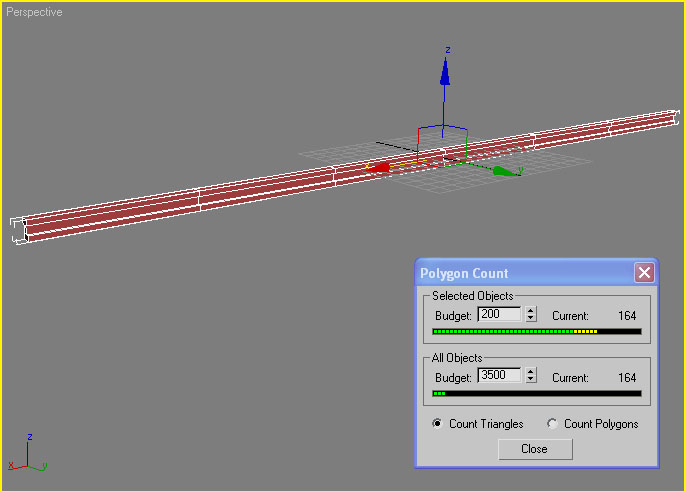 Perspective
z
x
y
Polygon Count
Selected Objects
Budget: 200 Current: 164
All Objects
Budget: 3500 Current: 164
Count Triangles Count Polygons
Close
z
x y